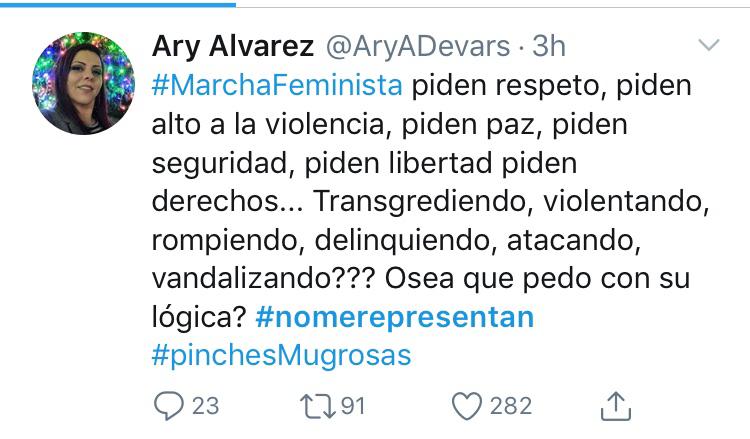 Ary Alvarez @AryADevars · 3h
#MarchaFeminista piden respeto, piden
alto a la violencia, piden paz, piden
seguridad, piden libertad piden
derechos... Transgrediendo, violentando,
rompiendo, delinquiendo, atacando,
vandalizando??? Osea que pedo con su
lógica? #nomerepresentan
#pinchesMugrosas
23 91 282